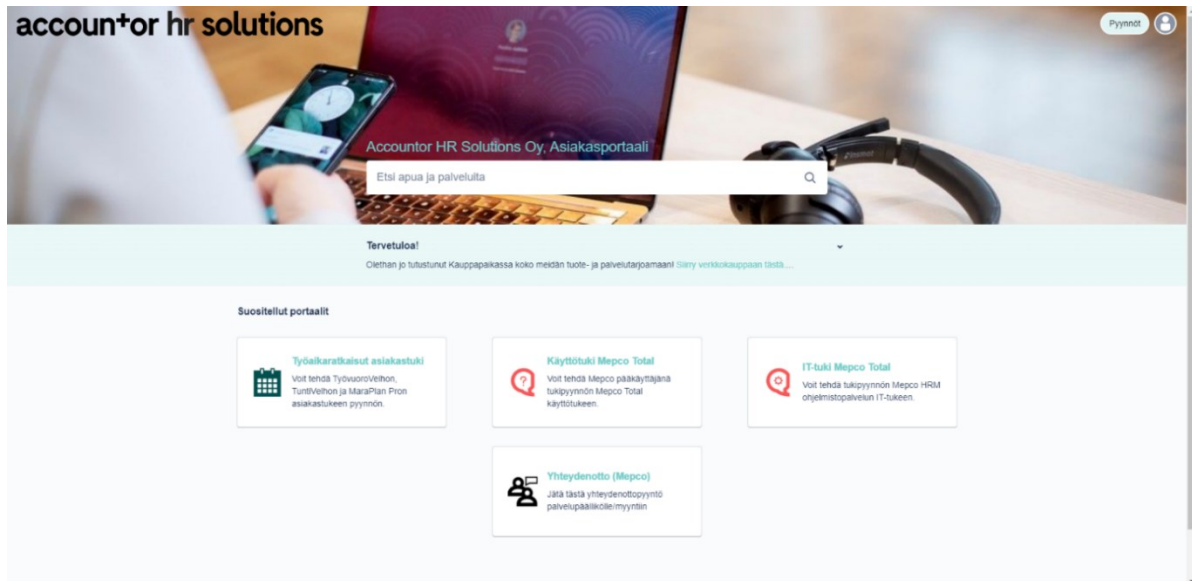 accoun+or hr solutions
Pyynnöt
Accountor HR Solutions Oy, Asiakasportaali
Etsi apua ja palveluita
Tervetuloa!
Olethan jo tutustunut Kauppapaikassa koko meidän tuote- ja palvelutarjoamaan! Siirry verkkokauppaan tästä....
Suositellut portaalit
Työaikaratkaisut asiakastuki
Voit tehdä TyövuoroVelhon,
TuntiVelhon ja MaraPlan Pron
asiakastukeen pyynnön.
Käyttötuki Mepco Total
Voit tehdä Mepco pääkäyttäjänä
tukipyynnön Mepco Total
käyttötukeen.
IT-tuki Mepco Total
Voit tehdä tukipyynnön Mepco HRM
ohjelmistopalvelun IT-tukeen.
Yhteydenotto (Mepco)
Jätä tästä yhteydenottopyyntö
palvelupäällikölle/myyntiin